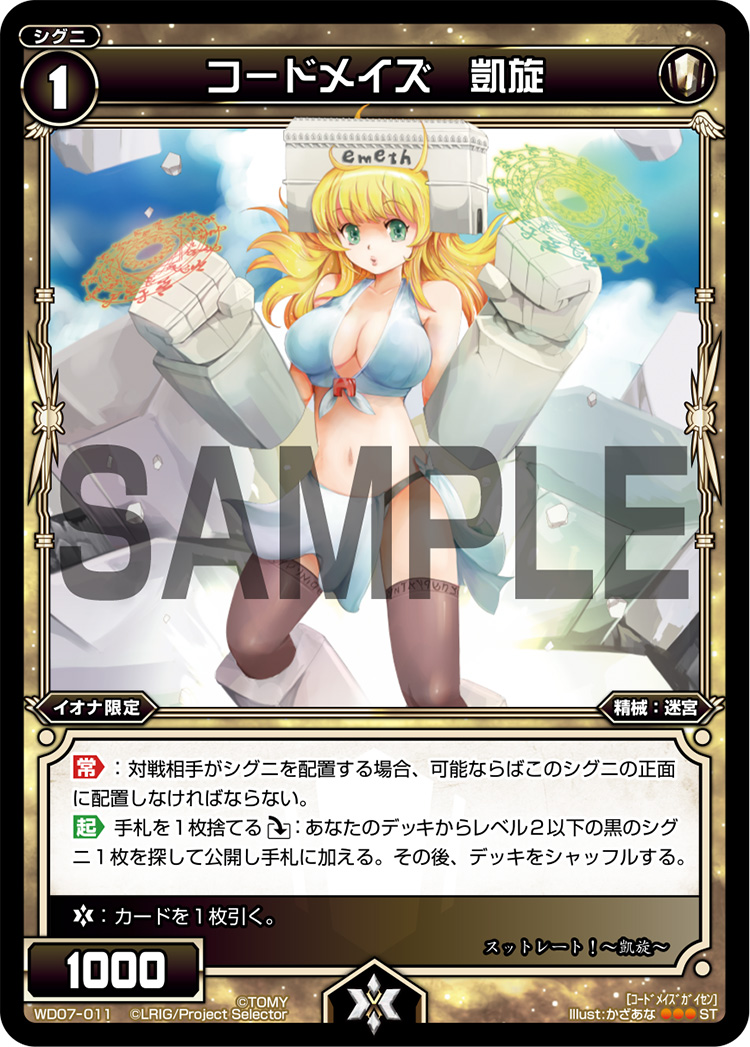 シグニ
1
コードメイズ 凱旋
emeth
SAMPLE
イオナ限定
精械：迷宮
常：対戦相手がシグニを配置する場合、可能ならばこのシグニの正面
に配置しなければならない。
起 手札を１枚捨てる：あなたのデッキからレベル２以下の黒のシグ
ニ１枚を探して公開し手札に加える。その後、デッキをシャッフルする。
：カードを１枚引く。
スットレート！～凱旋～
1000
WD07-011 ©LRIG/Project Selector
©TOMY
[ｺｰﾄﾞﾒｲｽﾞｶﾞｲｾﾝ]
Illust:かざあな ST